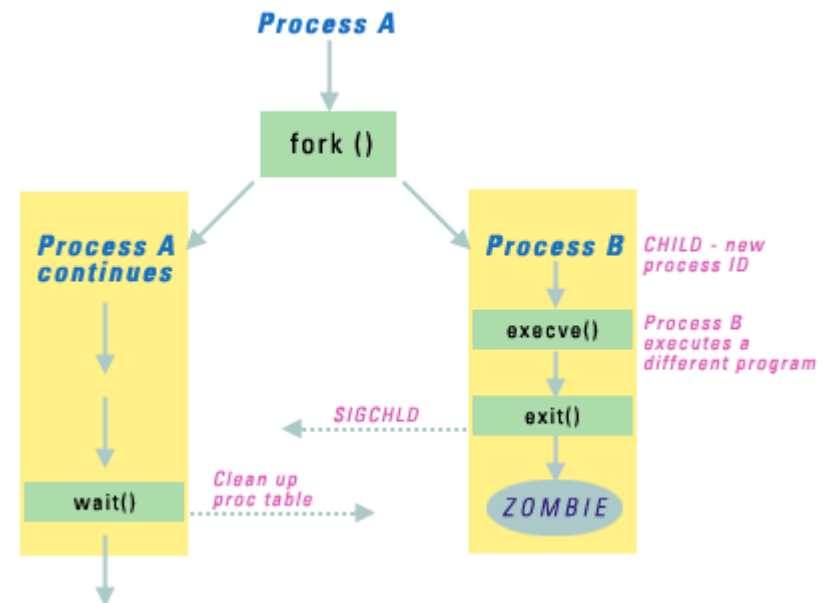 Process A
fork ()
Process A
continues
Process B
CHILD - new
process ID
execve()
Process B
executes a
different program
exit()
SIGCHLD
wait()
Clean up
proc table
ZOMBIE